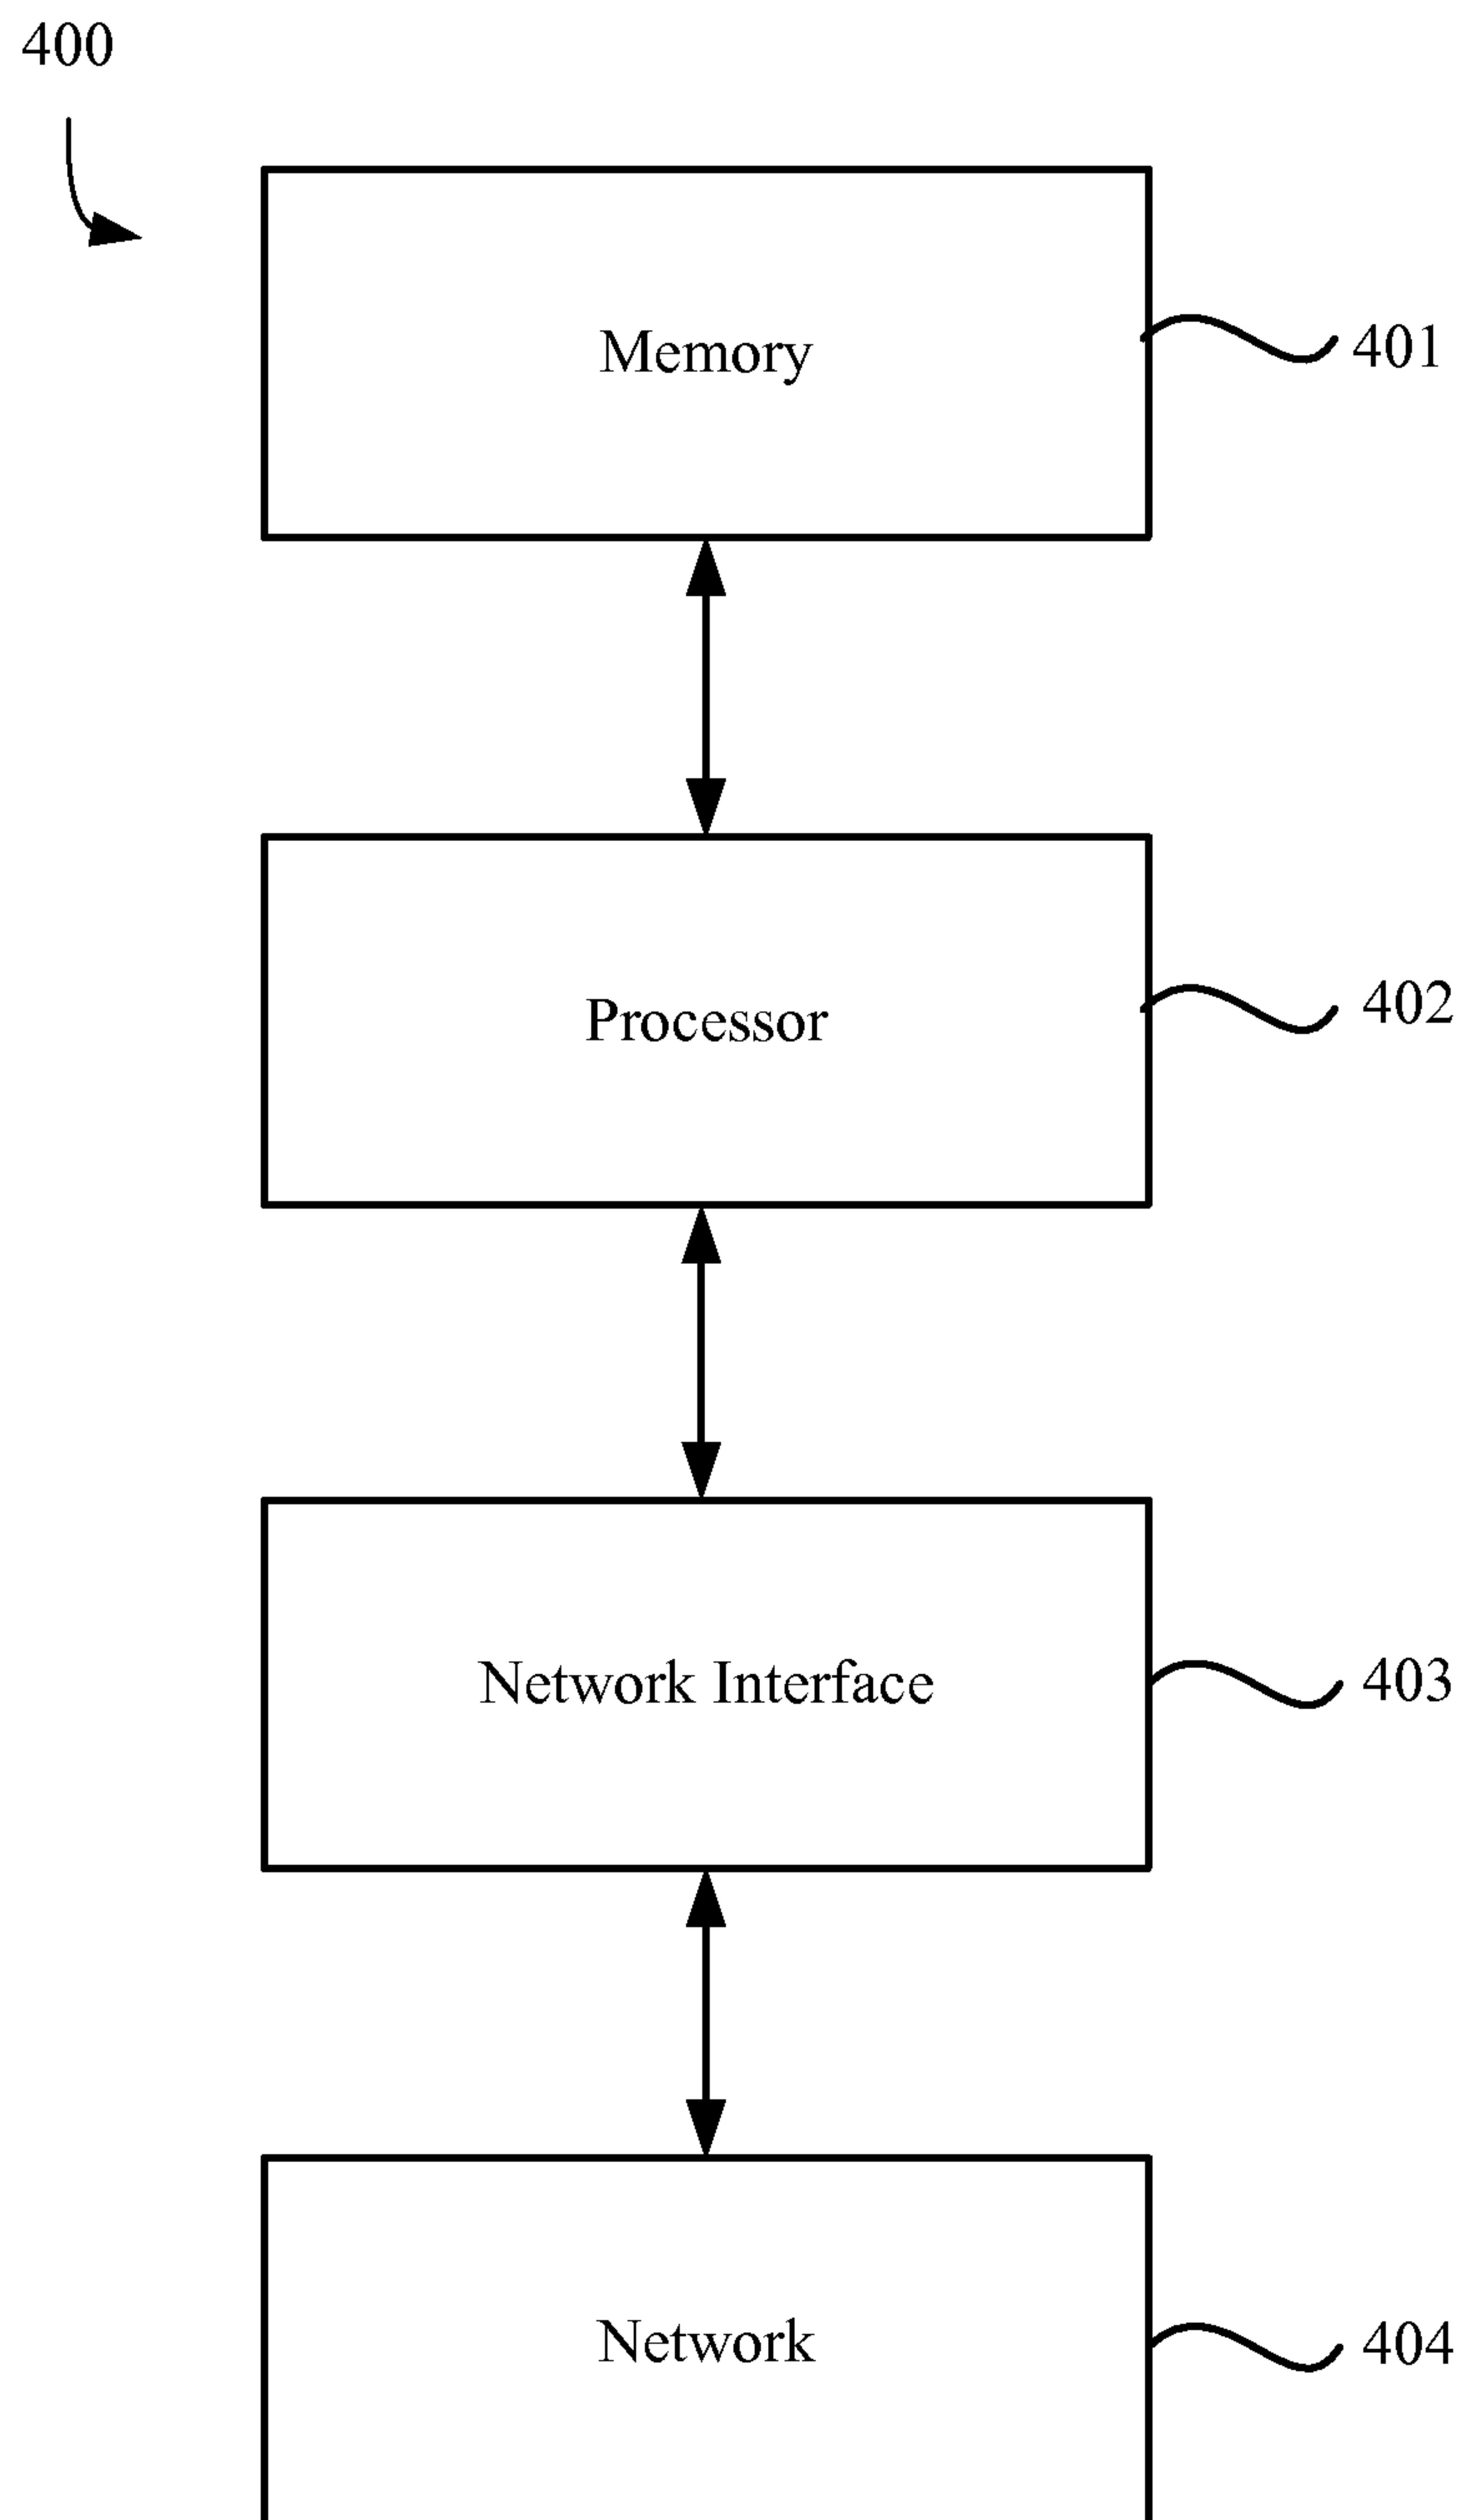 400
Memory
401
Processor
402
Network Interface
403
Network
404